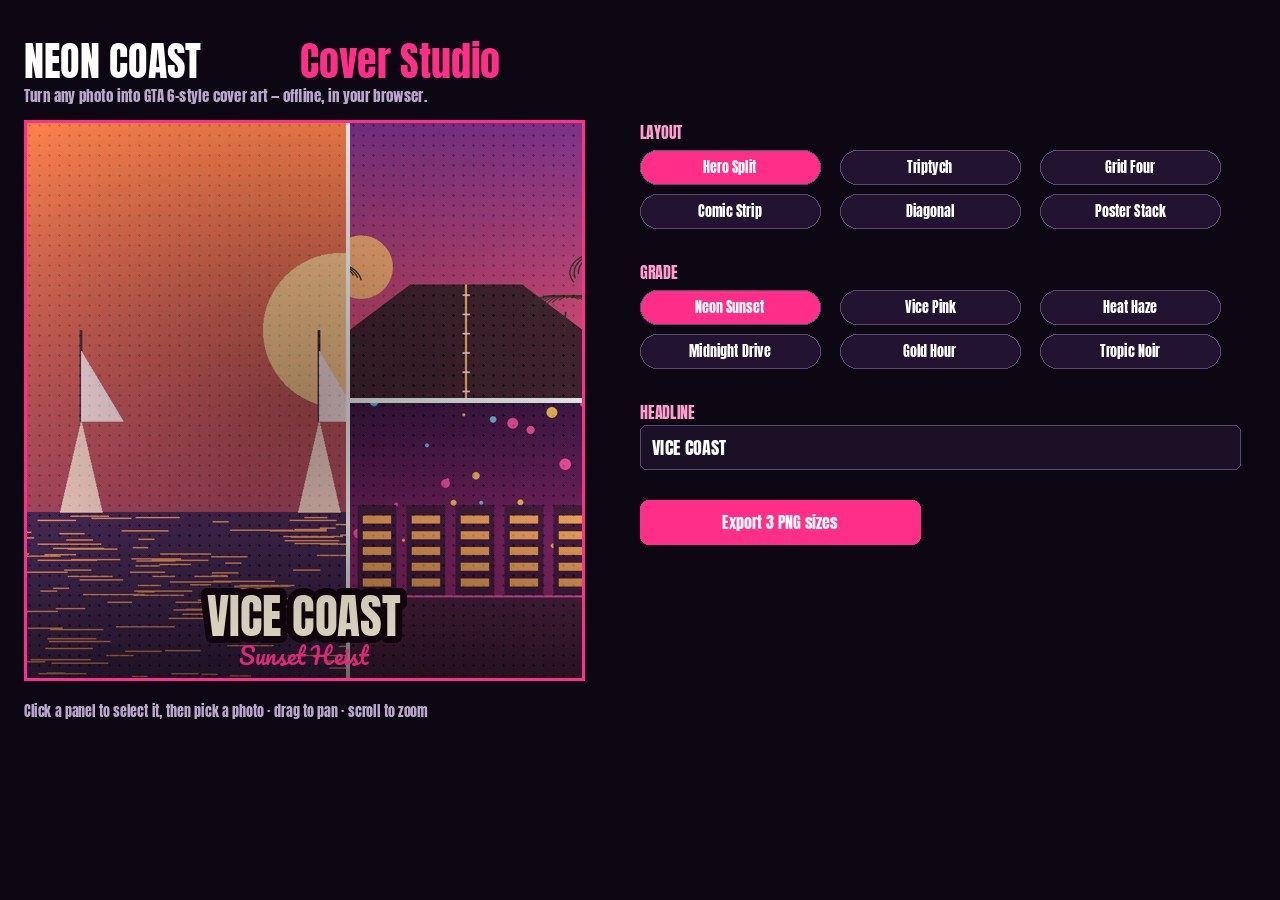 NEON COAST Cover Studio
Turn any photo into GTA 6-style cover art – offline, in your browser.
VICE COAST
Sunset Heist
Click a panel to select it, then pick a photo · drag to pan · scroll to zoom
LAYOUT
Hero Split Triptych Grid Four
Comic Strip Diagonal Poster Stack
GRADE
Neon Sunset Vice Pink Heat Haze
Midnight Drive Gold Hour Tropic Noir
HEADLINE
VICE COAST
Export 3 PNG sizes